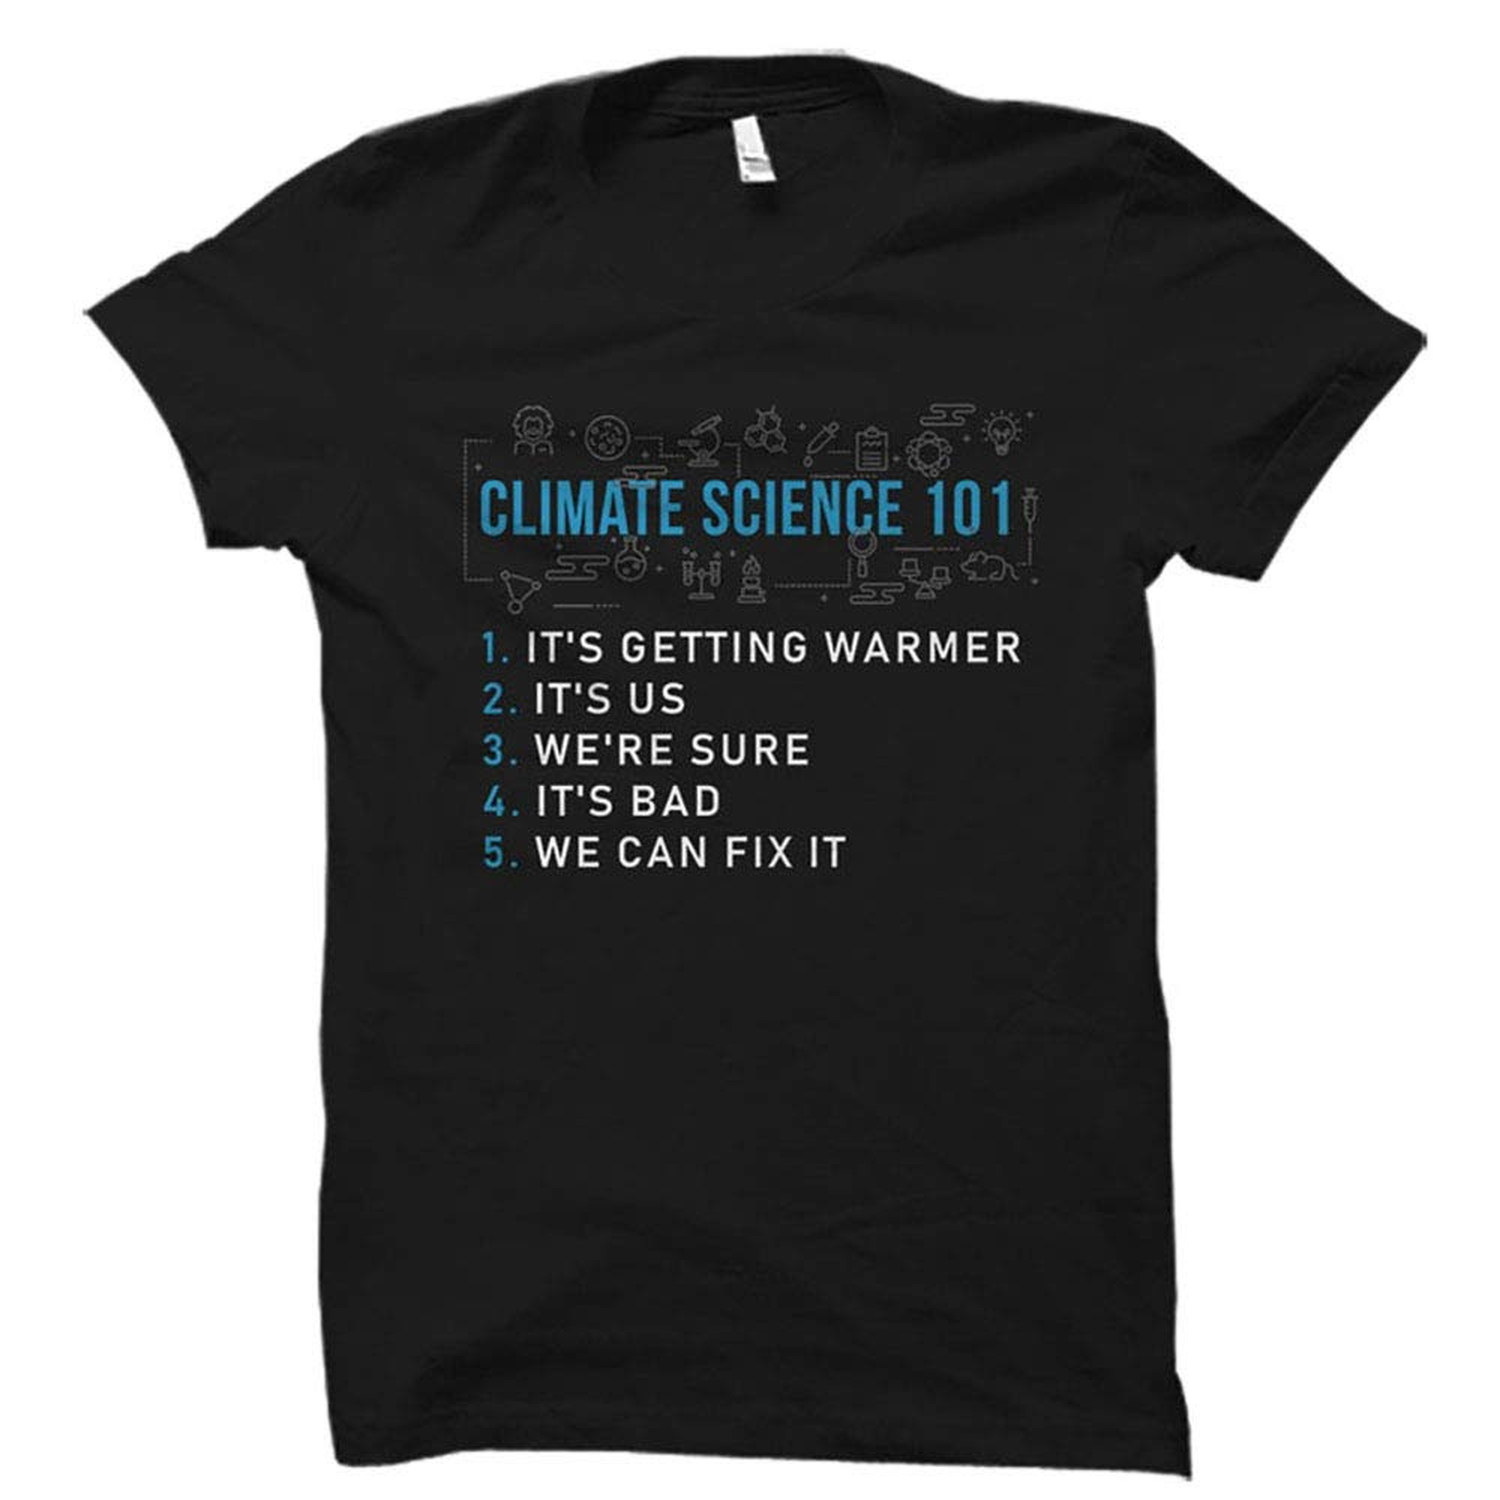 CLIMATE SCIENCE 101
1. IT'S GETTING WARMER
2. IT'S US
3. WE'RE SURE
4. IT'S BAD
5. WE CAN FIX IT